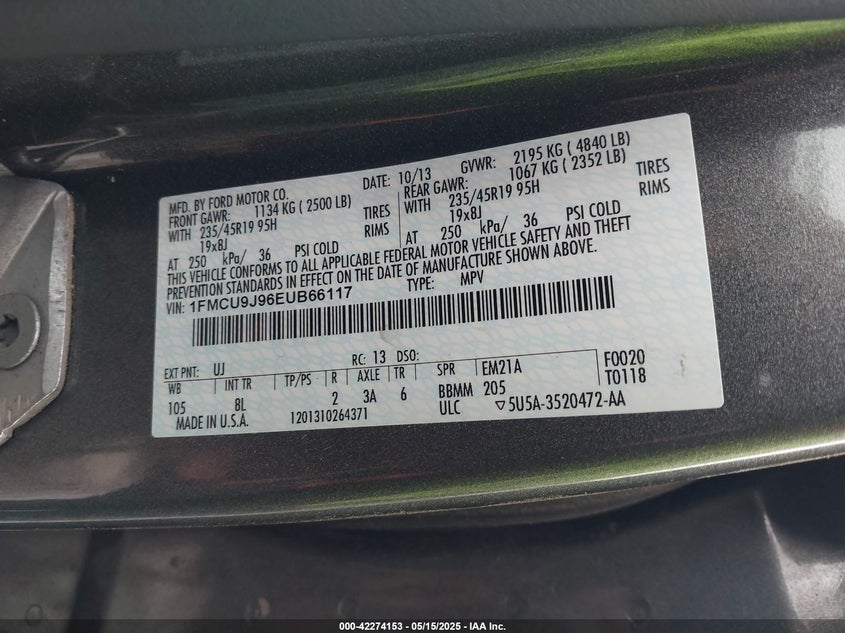 MFD. BY FORD MOTOR CO.
DATE: 10/13 GVWR: 2195 KG ( 4840 LB)
FRONT GAWR: 1134 KG ( 2500 LB) REAR GAWR: 1067 KG ( 2352 LB)
WITH 235/45R19 95H TIRES WITH 235/45R19 95H TIRES
19x8J RIMS 19x8J RIMS
AT 250 kPa/ 36 PSI COLD AT 250 kPa/ 36 PSI COLD
THIS VEHICLE CONFORMS TO ALL APPLICABLE FEDERAL MOTOR VEHICLE SAFETY AND THEFT
PREVENTION STANDARDS IN EFFECT ON THE DATE OF MANUFACTURE SHOWN ABOVE.
VIN: 1FMCU9J96EUB66117 TYPE: MPV
EXT PNT: UJ RC: 13 DSO: F0020
WB INT TR TP/PS R AXLE TR SPR EM21A T0118
105 8L 2 3A 6 BBMM 205
MADE IN U.S.A. 1201310264371 ULC ▽5U5A-3520472-AA
000-42274153 — 05/15/2025 — IAA Inc.